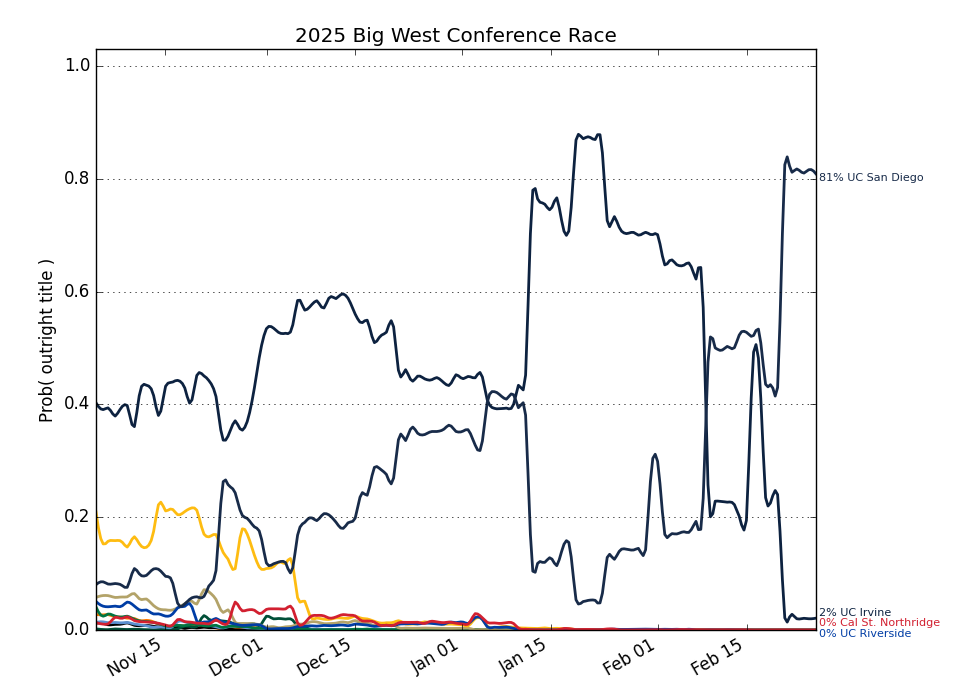 2025 Big West Conference Race
Prob( outright title )
1.0
0.8
0.6
0.4
0.2
0.0
81% UC San Diego
2% UC Irvine
0% Cal St. Northridge
0% UC Riverside
Nov 15
Dec 01
Dec 15
Jan 01
Jan 15
Feb 01
Feb 15